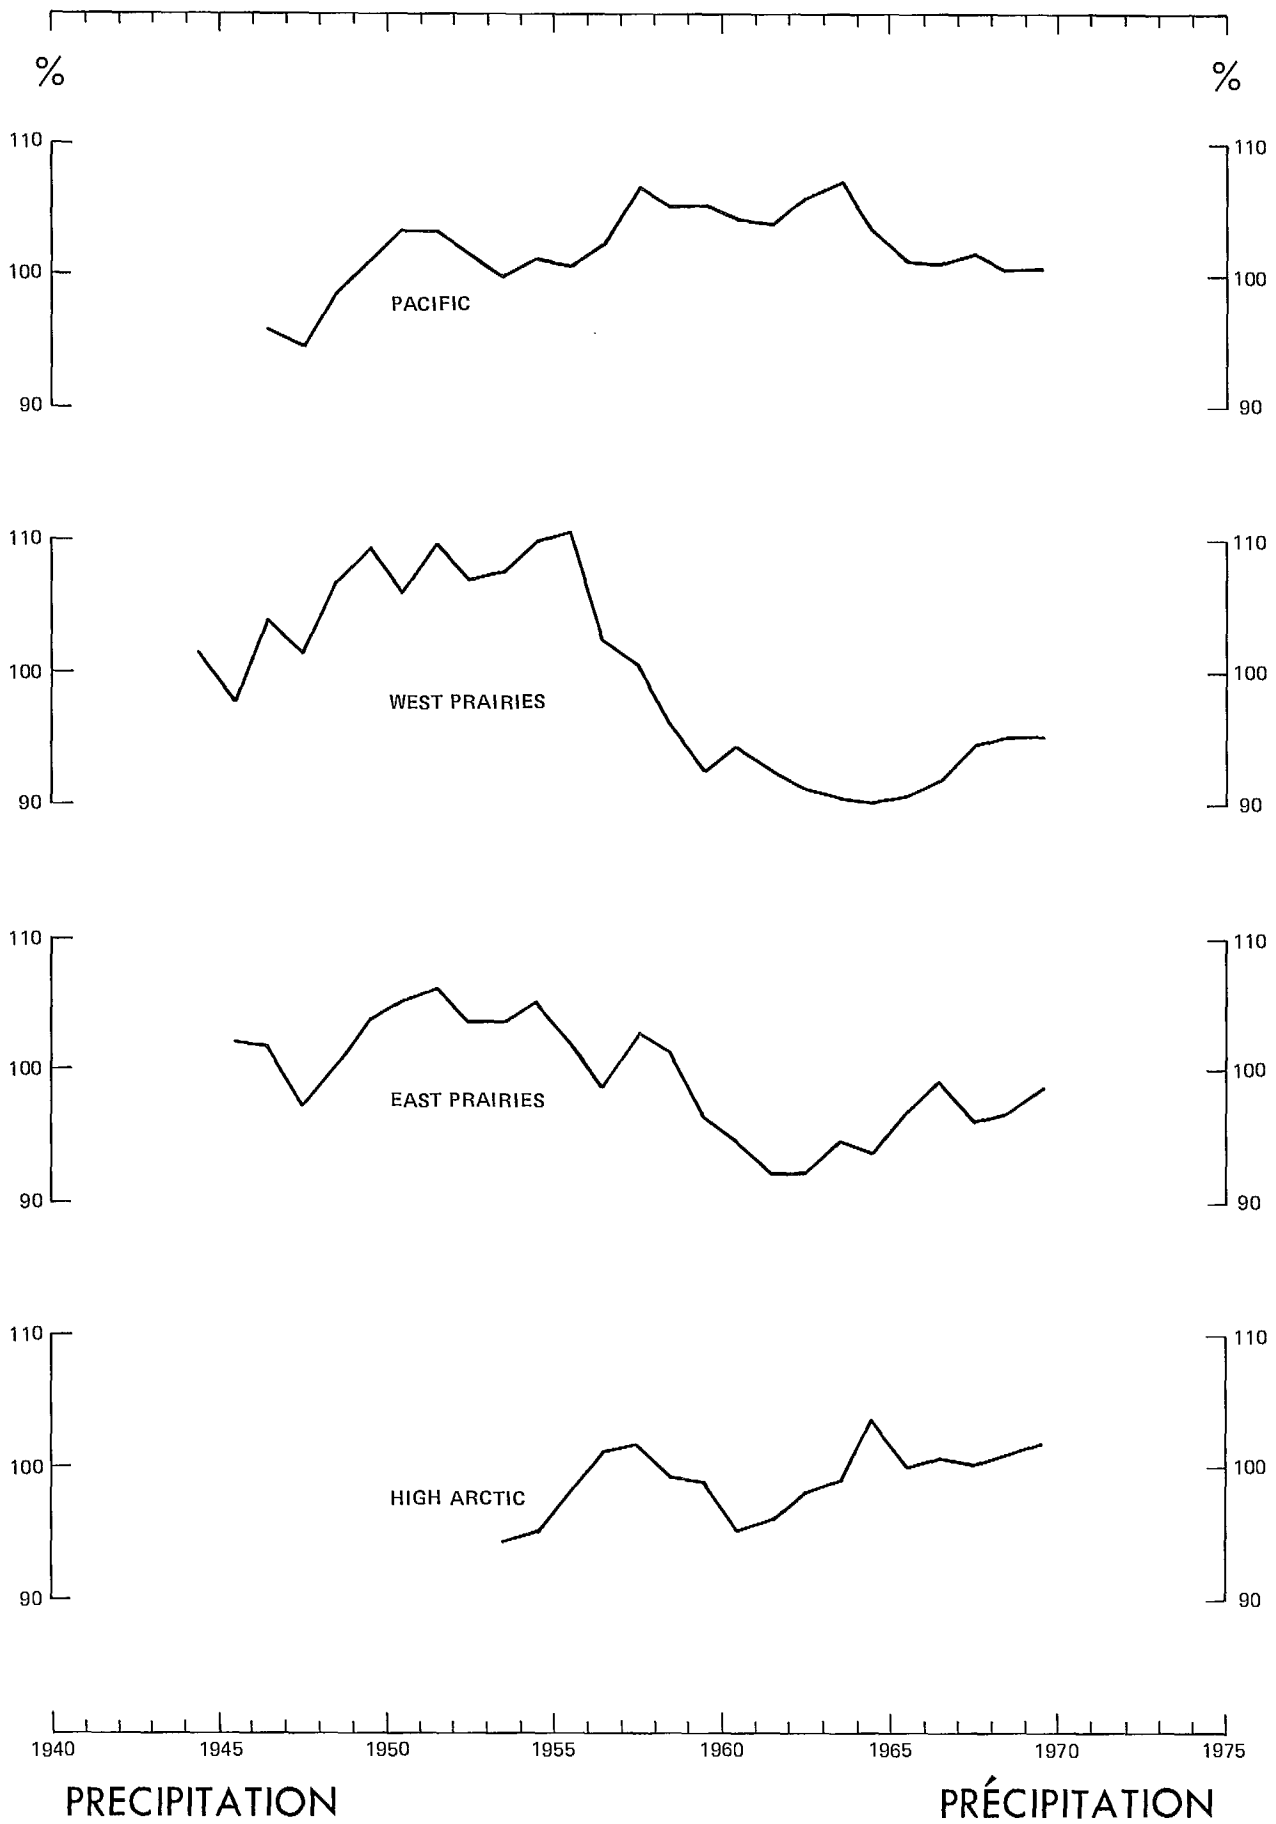 % %
110 110
100 100
PACIFIC
90 90
110 110
100 100
WEST PRAIRIES
90 90
110 110
100 100
EAST PRAIRIES
90 90
110 110
100 100
HIGH ARCTIC
90 90
1940 1945 1950 1955 1960 1965 1970 1975
PRECIPITATION PRÉCIPITATION